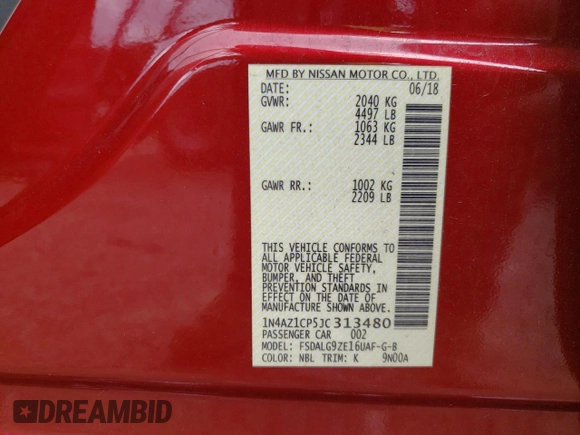 MFD BY NISSAN MOTOR CO., LTD.
DATE: 06/18
GVWR: 2040 KG
4497 LB
GAWR FR.: 1063 KG
2344 LB
GAWR RR.: 1002 KG
2209 LB
THIS VEHICLE CONFORMS TO
ALL APPLICABLE FEDERAL
MOTOR VEHICLE SAFETY,
BUMPER, AND THEFT
PREVENTION STANDARDS IN
EFFECT ON THE DATE OF
MANUFACTURE SHOWN ABOVE.
1N4AZ1CP5JC313480
PASSENGER CAR 002
MODEL: FSDALG9ZE16UAF-G-B
COLOR: NBL TRIM: K 9N00A
DREAMBID